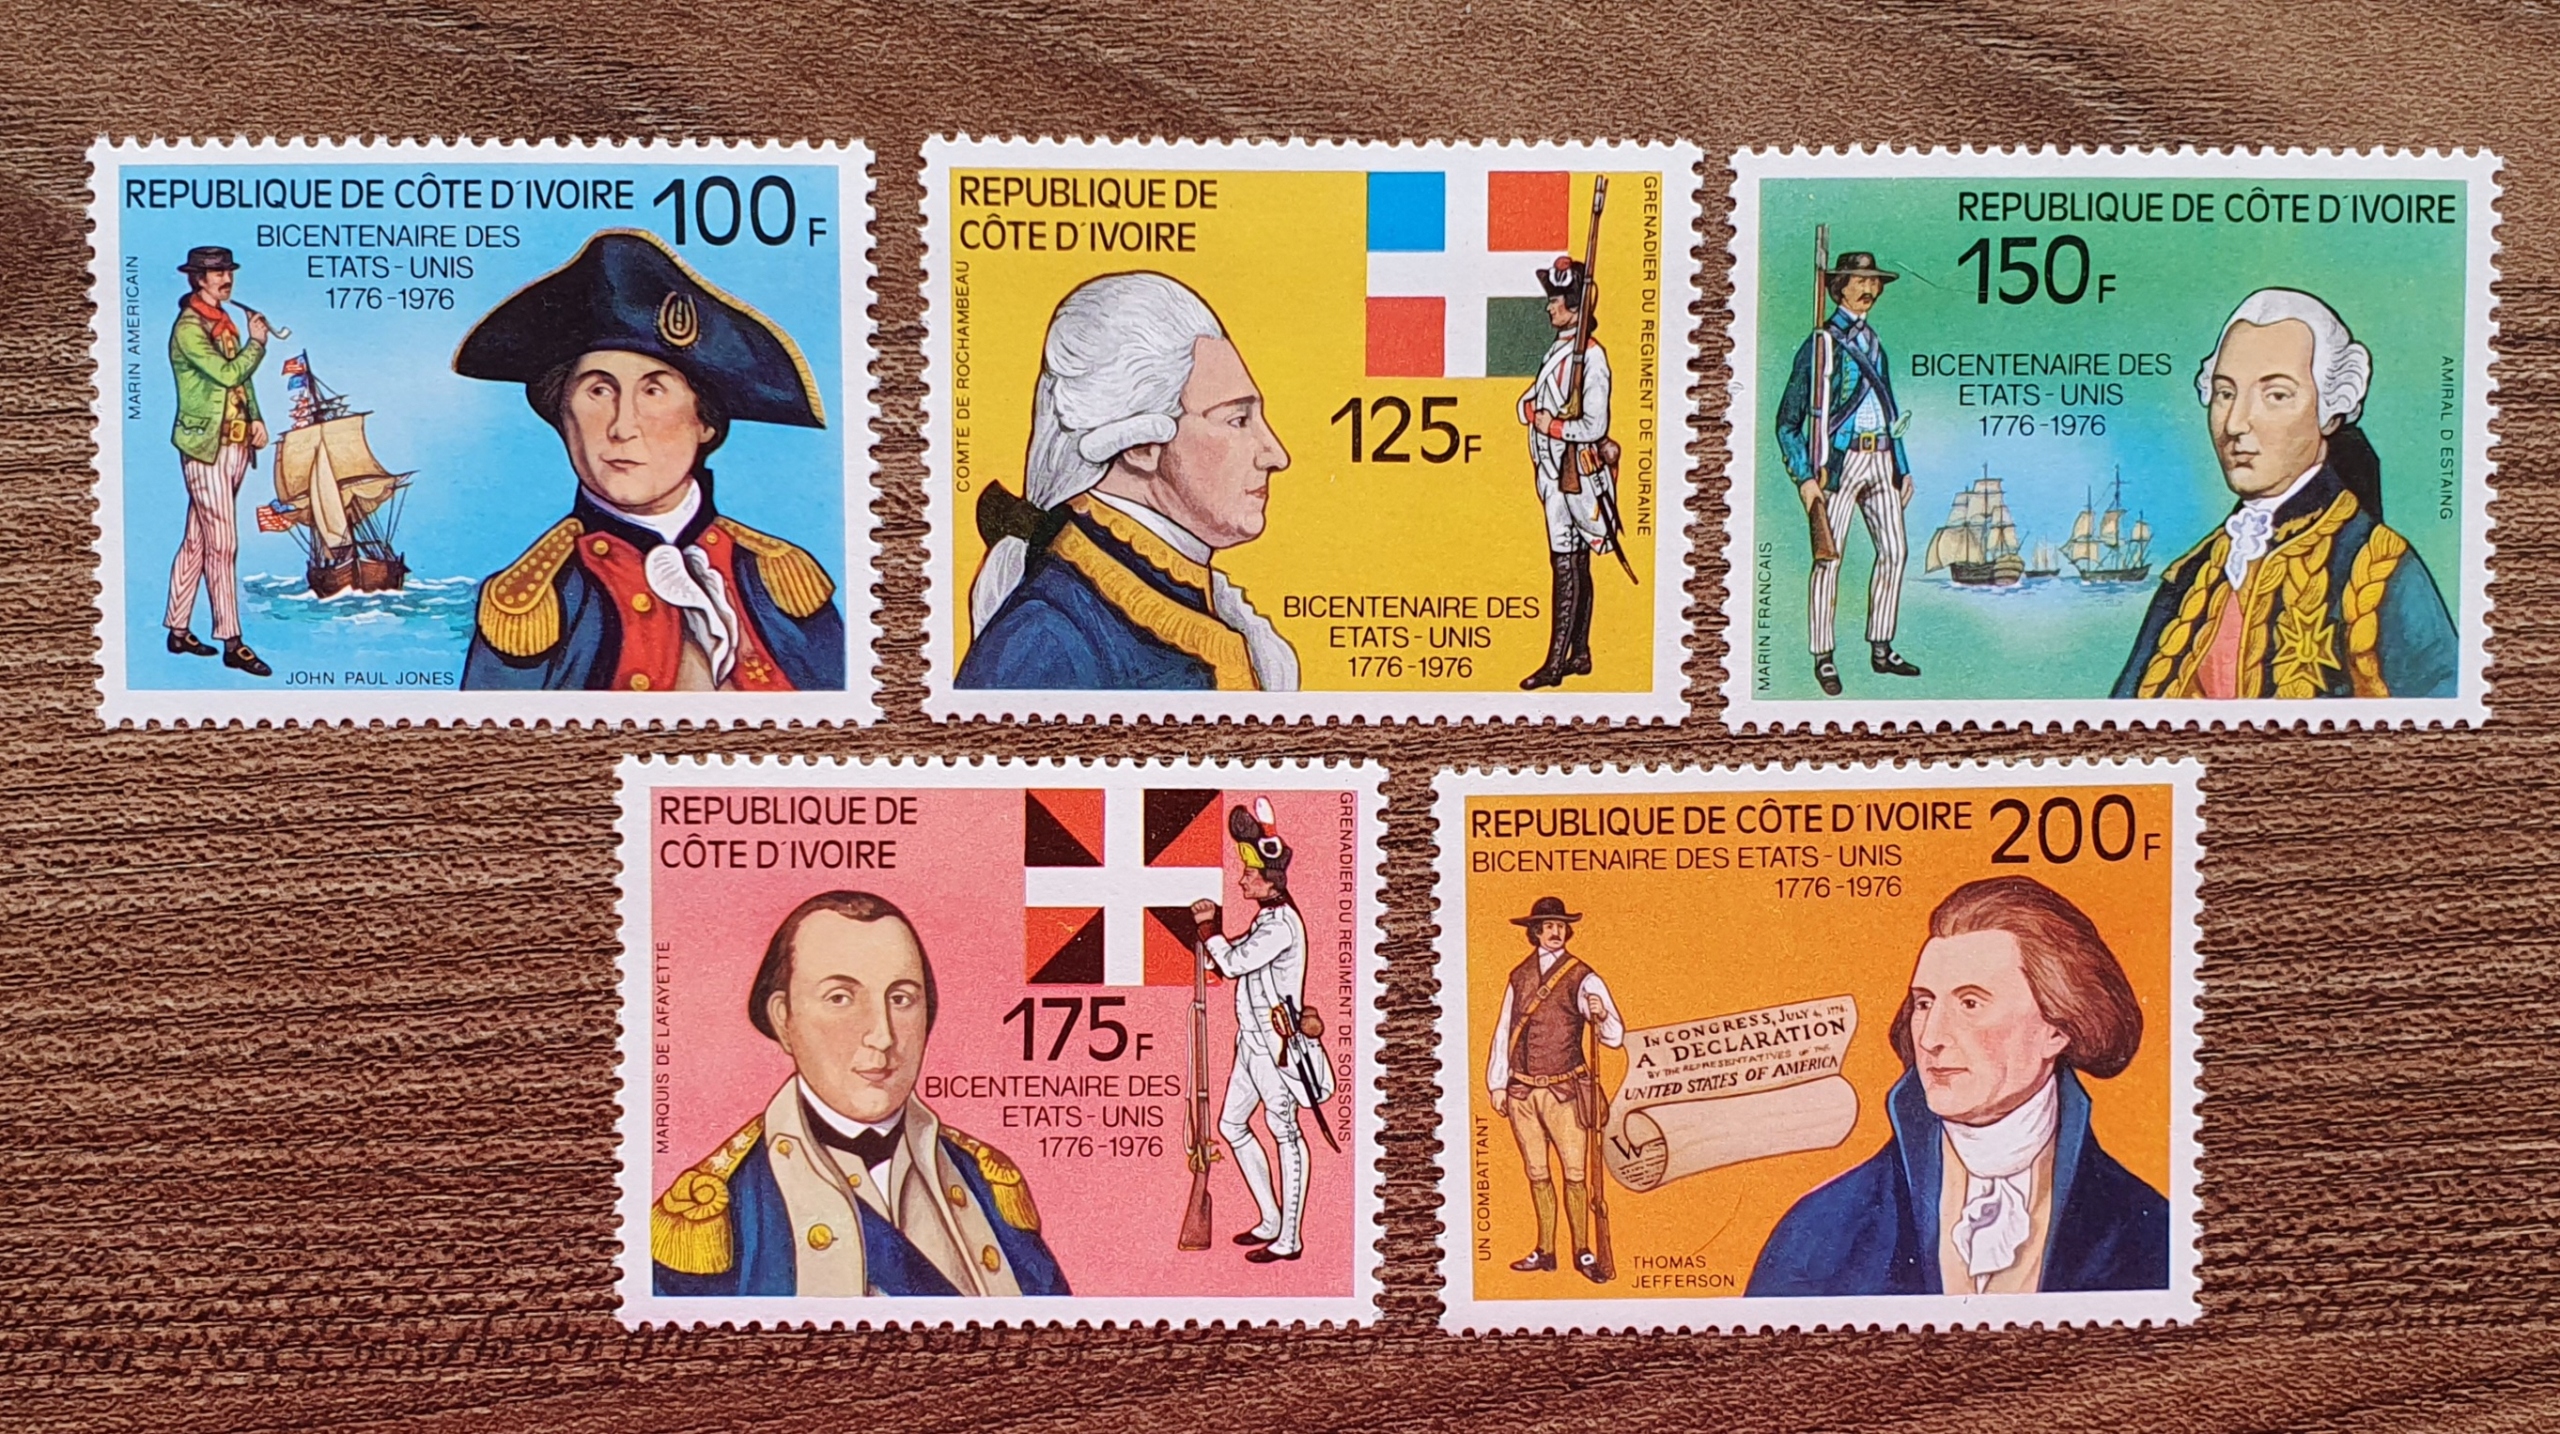 REPUBLIQUE DE CÔTE D'IVOIRE 100F
BICENTENAIRE DES
ETATS-UNIS
1776-1976
MARIN AMERICAIN
JOHN PAUL JONES
REPUBLIQUE DE
CÔTE D'IVOIRE
COMTE DE ROCHAMBEAU
GRENADIER DU REGIMENT DE TOURAINE
125F
BICENTENAIRE DES
ETATS-UNIS
1776-1976
REPUBLIQUE DE CÔTE D'IVOIRE
150F
BICENTENAIRE DES
ETATS-UNIS
1776-1976
MARIN FRANCAIS
AMIRAL D ESTAING
REPUBLIQUE DE
CÔTE D'IVOIRE
MARQUIS DE LAFAYETTE
GRENADIER DU REGIMENT DE SOISSONS
175F
BICENTENAIRE DES
ETATS-UNIS
1776-1976
REPUBLIQUE DE CÔTE D'IVOIRE 200F
BICENTENAIRE DES ETATS-UNIS
1776-1976
IN CONGRESS, JULY 4, 1776.
A DECLARATION
BY THE REPRESENTATIVES OF THE
UNITED STATES OF AMERICA
W
UN COMBATTANT
THOMAS
JEFFERSON